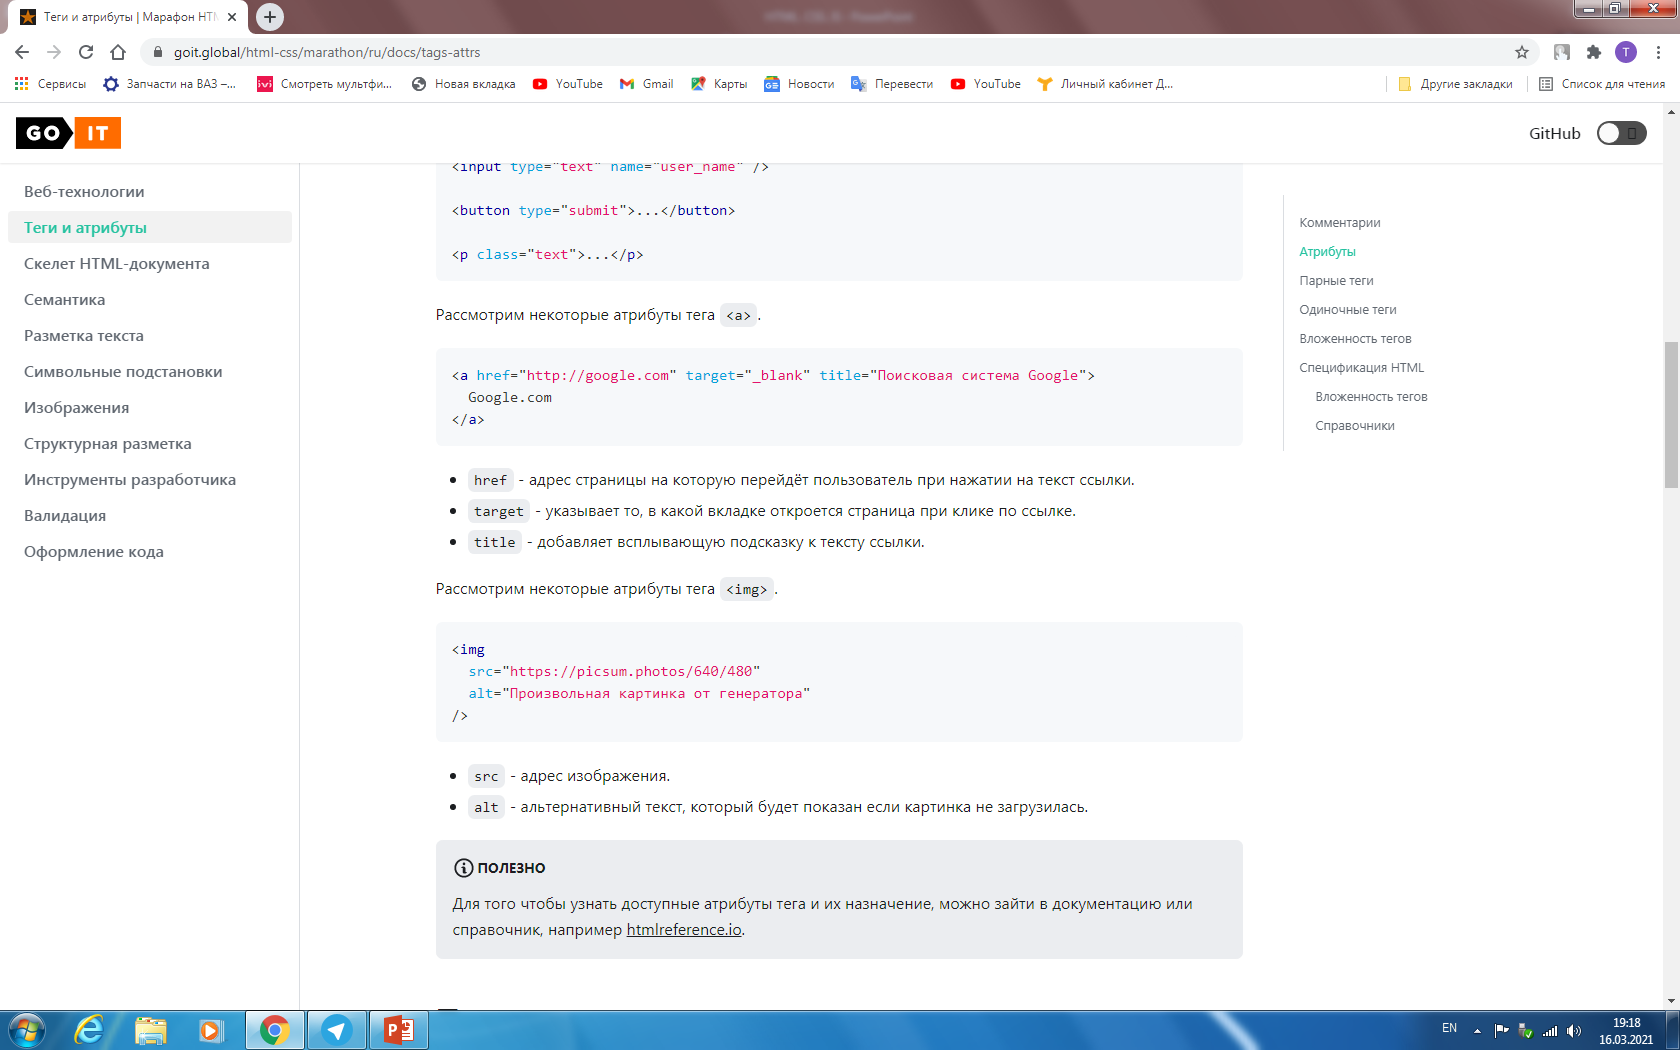 Теги и атрибуты | Марафон HTM
HTML, CSS, JS - PowerPoint
goit.global/html-css/marathon/ru/docs/tags-attrs
T
Сервисы
Запчасти на ВАЗ –...
ivi
Смотреть мультфи...
Новая вкладка
YouTube
Gmail
Карты
Новости
Перевести
YouTube
Личный кабинет Д...
Другие закладки
Список для чтения
GO IT
GitHub
Веб-технологии
Теги и атрибуты
Скелет HTML-документа
Семантика
Разметка текста
Символьные подстановки
Изображения
Структурная разметка
Инструменты разработчика
Валидация
Оформление кода
<input type="text" name="user_name" />
<button type="submit">...</button>
<p class="text">...</p>
Рассмотрим некоторые атрибуты тега <a>.
<a href="http://google.com" target="_blank" title="Поисковая система Google">
Google.com
</a>
href - адрес страницы на которую перейдёт пользователь при нажатии на текст ссылки.
target - указывает то, в какой вкладке откроется страница при клике по ссылке.
title - добавляет всплывающую подсказку к тексту ссылки.
Рассмотрим некоторые атрибуты тега <img>.
<img
src="https://picsum.photos/640/480"
alt="Произвольная картинка от генератора"
/>
src - адрес изображения.
alt - альтернативный текст, который будет показан если картинка не загрузилась.
ПОЛЕЗНО
Для того чтобы узнать доступные атрибуты тега и их назначение, можно зайти в документацию или
справочник, например htmlreference.io.
Комментарии
Атрибуты
Парные теги
Одиночные теги
Вложенность тегов
Спецификация HTML
Вложенность тегов
Справочники
EN
19:18
16.03.2021